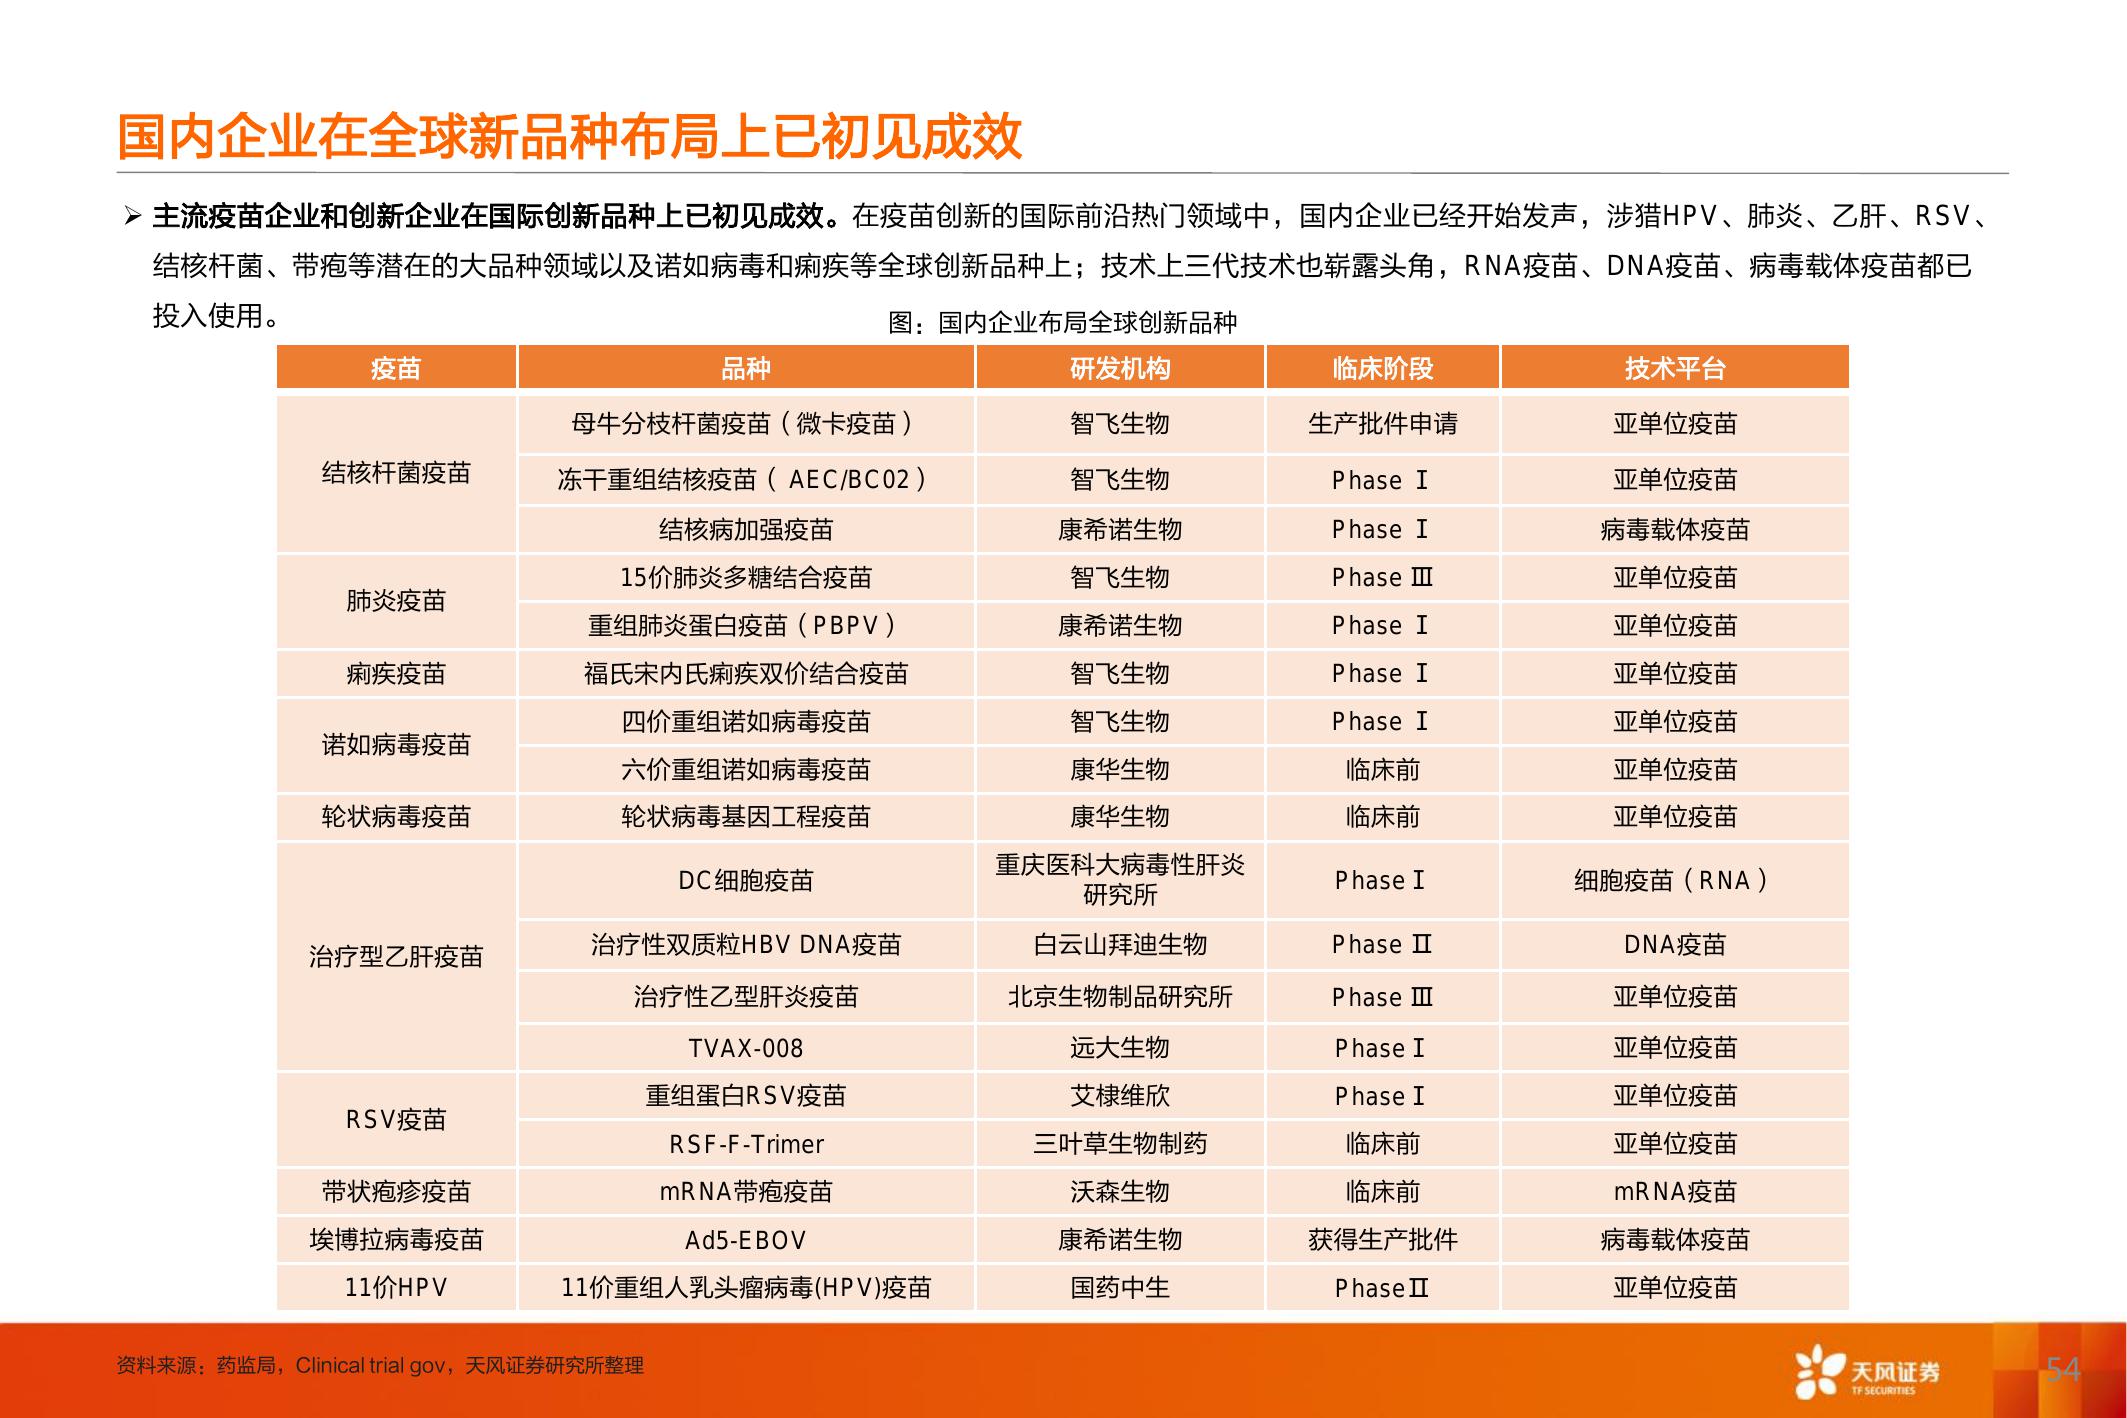 国内企业在全球新品种布局上已初见成效
➢ 主流疫苗企业和创新企业在国际创新品种上已初见成效。在疫苗创新的国际前沿热门领域中，国内企业已经开始发声，涉猎HPV、肺炎、乙肝、RSV、
结核杆菌、带疱等潜在的大品种领域以及诺如病毒和痢疾等全球创新品种上；技术上三代技术也崭露头角，RNA疫苗、DNA疫苗、病毒载体疫苗都已
投入使用。
图：国内企业布局全球创新品种
疫苗 品种 研发机构 临床阶段 技术平台
结核杆菌疫苗 母牛分枝杆菌疫苗（微卡疫苗） 智飞生物 生产批件申请 亚单位疫苗
冻干重组结核疫苗（ AEC/BC02） 智飞生物 Phase Ⅰ 亚单位疫苗
结核病加强疫苗 康希诺生物 Phase Ⅰ 病毒载体疫苗
肺炎疫苗 15价肺炎多糖结合疫苗 智飞生物 Phase Ⅲ 亚单位疫苗
重组肺炎蛋白疫苗（PBPV） 康希诺生物 Phase Ⅰ 亚单位疫苗
痢疾疫苗 福氏宋内氏痢疾双价结合疫苗 智飞生物 Phase Ⅰ 亚单位疫苗
诺如病毒疫苗 四价重组诺如病毒疫苗 智飞生物 Phase Ⅰ 亚单位疫苗
六价重组诺如病毒疫苗 康华生物 临床前 亚单位疫苗
轮状病毒疫苗 轮状病毒基因工程疫苗 康华生物 临床前 亚单位疫苗
治疗型乙肝疫苗 DC细胞疫苗 重庆医科大病毒性肝炎
研究所 Phase I 细胞疫苗（RNA）
治疗性双质粒HBV DNA疫苗 白云山拜迪生物 Phase Ⅱ DNA疫苗
治疗性乙型肝炎疫苗 北京生物制品研究所 Phase Ⅲ 亚单位疫苗
TVAX-008 远大生物 Phase I 亚单位疫苗
RSV疫苗 重组蛋白RSV疫苗 艾棣维欣 Phase I 亚单位疫苗
RSF-F-Trimer 三叶草生物制药 临床前 亚单位疫苗
带状疱疹疫苗 mRNA带疱疫苗 沃森生物 临床前 mRNA疫苗
埃博拉病毒疫苗 Ad5-EBOV 康希诺生物 获得生产批件 病毒载体疫苗
11价HPV 11价重组人乳头瘤病毒(HPV)疫苗 国药中生 PhaseⅡ 亚单位疫苗
资料来源：药监局，Clinical trial gov，天风证券研究所整理
天风证券
TF SECURITIES
54